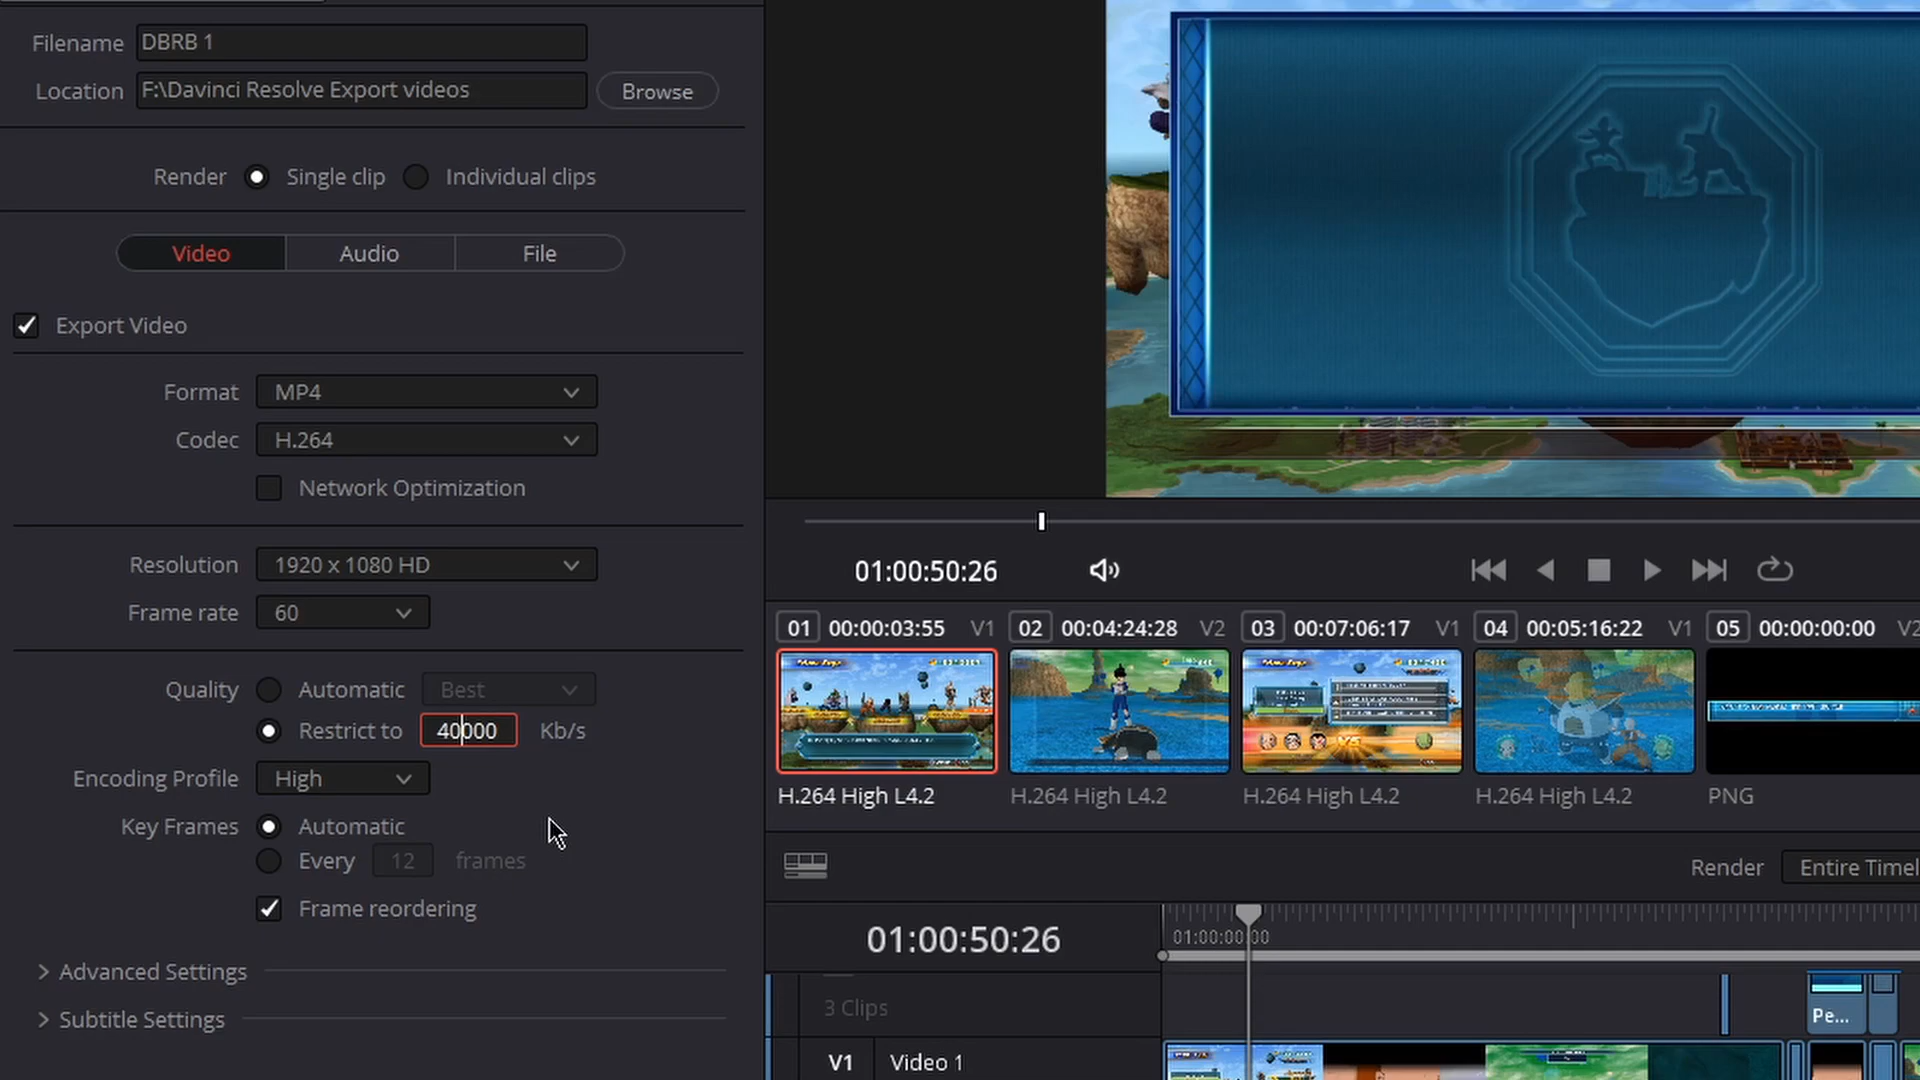 Filename DBRB 1
Location F:\Davinci Resolve Export videos Browse
Render Single clip Individual clips
Video Audio File
Export Video
Format MP4
Codec H.264
Network Optimization
Resolution 1920 x 1080 HD
Frame rate 60
Quality Automatic Best
Restrict to 40000 Kb/s
Encoding Profile High
Key Frames Automatic
Every 12 frames
Frame reordering
Advanced Settings
Subtitle Settings
01:00:50:26
01 00:00:03:55 V1 02 00:04:24:28 V2 03 00:07:06:17 V1 04 00:05:16:22 V1 05 00:00:00:00 V2
H.264 High L4.2 H.264 High L4.2 H.264 High L4.2 H.264 High L4.2 PNG
Render Entire Timel
01:00:50:26 01:00:00:00
3 Clips Pe...
V1 Video 1